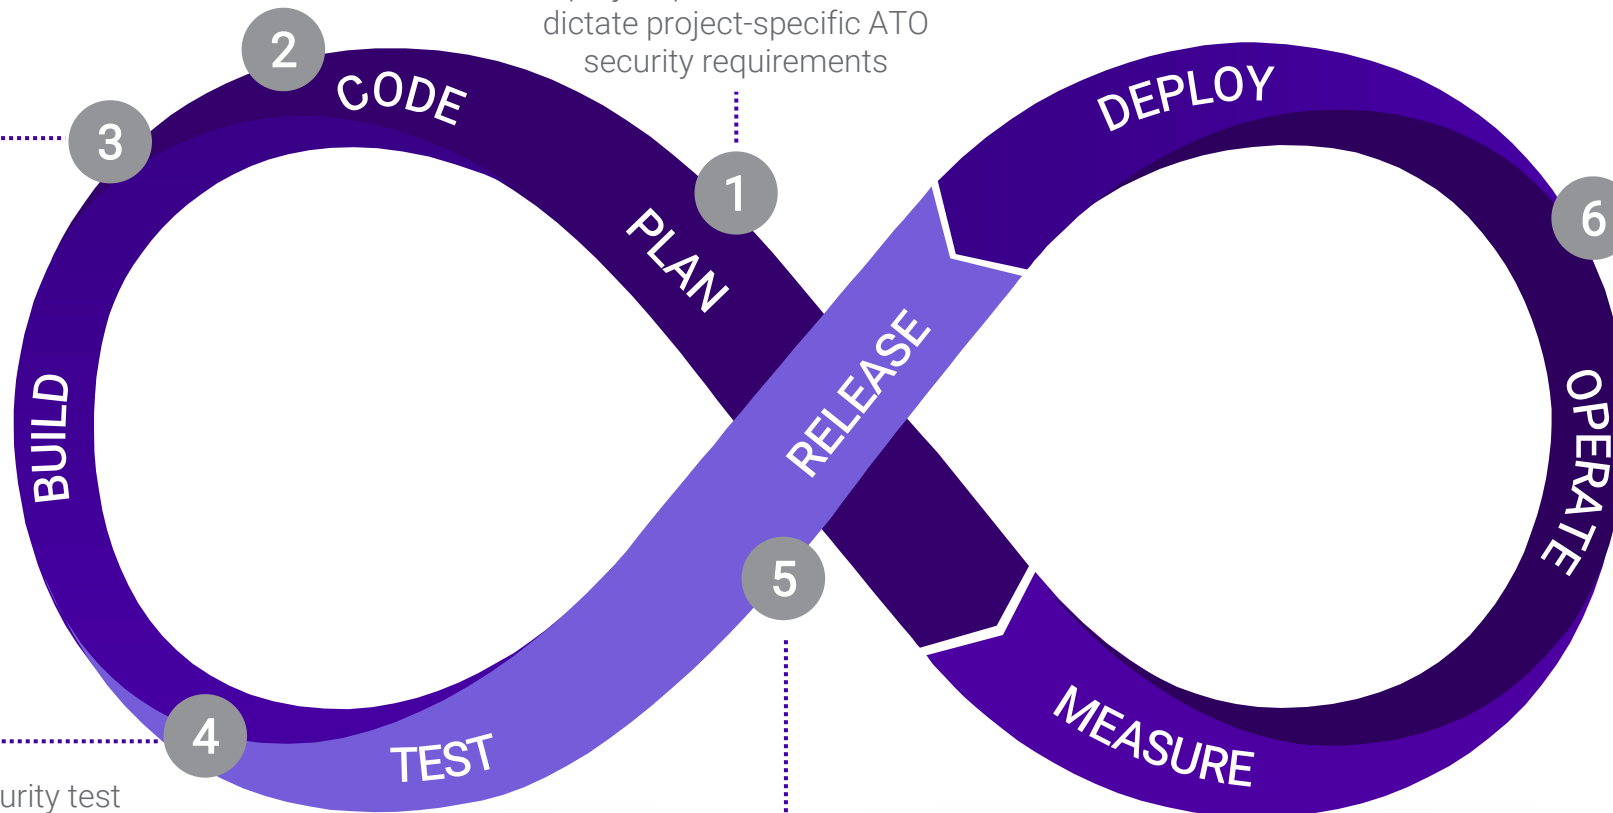 dictate project-specific ATO
security requirements
2
CODE
DEPLOY
3
1
6
PLAN
RELEASE
BUILD
OPERATE
5
4
TEST
MEASURE
urity test